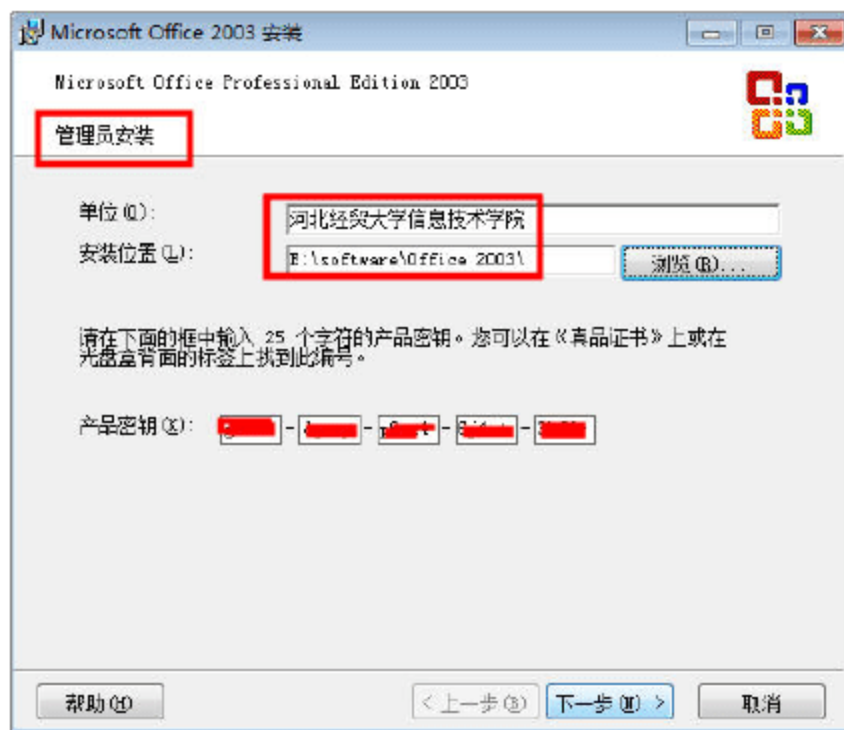 Microsoft Office 2003 安装
Microsoft Office Professional Edition 2003
管理员安装
单位(O):
河北经贸大学信息技术学院
安装位置(L):
E:\software\Office 2003\
浏览(R)...
请在下面的框中输入 25 个字符的产品密钥。您可以在《真品证书》上或在
光盘盒背面的标签上找到此编号。
产品密钥(K):
- - - -
帮助(H)
< 上一步(B)
下一步(N) >
取消